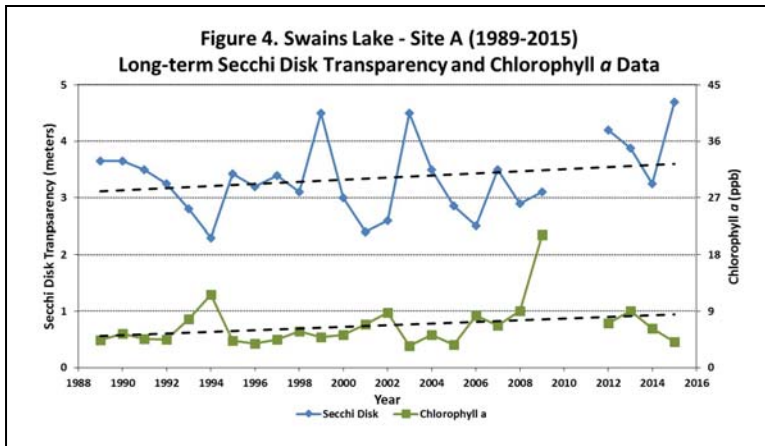 Figure 4. Swains Lake - Site A (1989-2015)
Long-term Secchi Disk Transparency and Chlorophyll a Data
Secchi Disk Tranpsarency (meters)
5
4
3
2
1
0
45
36
27
18
9
0
Chlorophyll a (ppb)
1988 1990 1992 1994 1996 1998 2000 2002 2004 2006 2008 2010 2012 2014 2016
Year
Secchi Disk Chlorophyll a